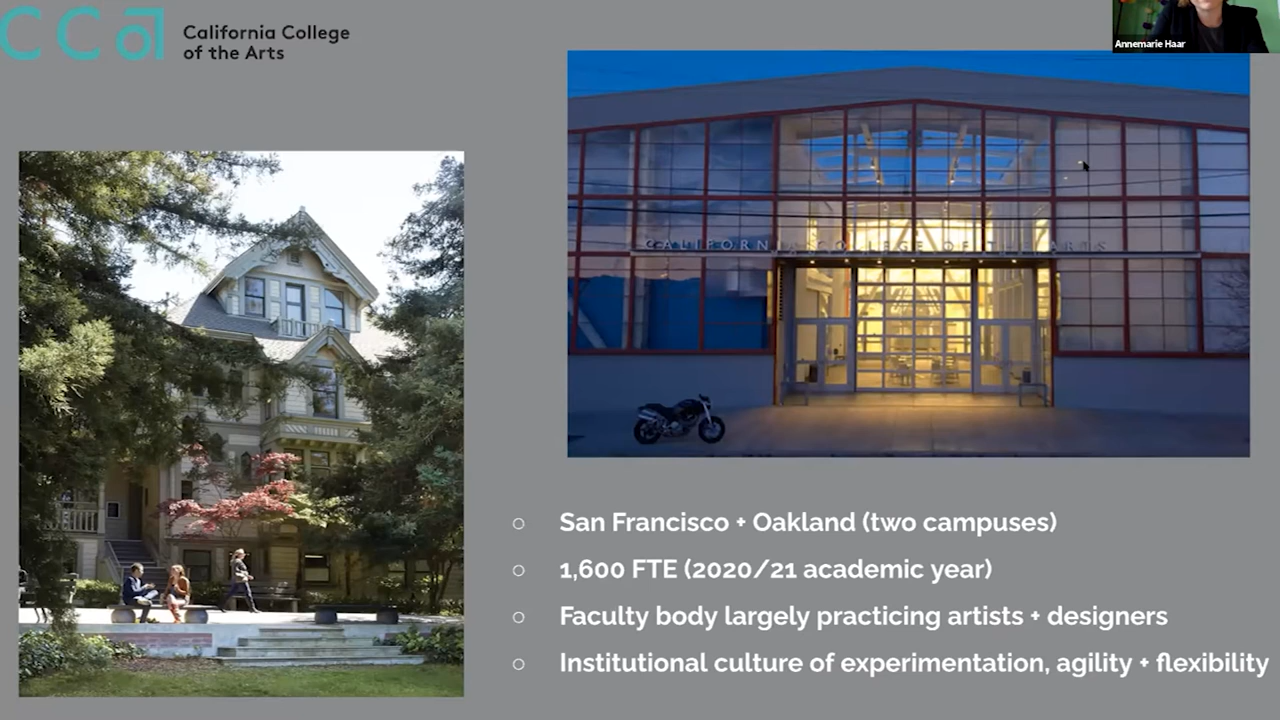 CCA
California College
of the Arts
Annemarie Haar
CALIFORNIA COLLEGE OF THE ARTS
○ San Francisco + Oakland (two campuses)
○ 1,600 FTE (2020/21 academic year)
○ Faculty body largely practicing artists + designers
○ Institutional culture of experimentation, agility + flexibility